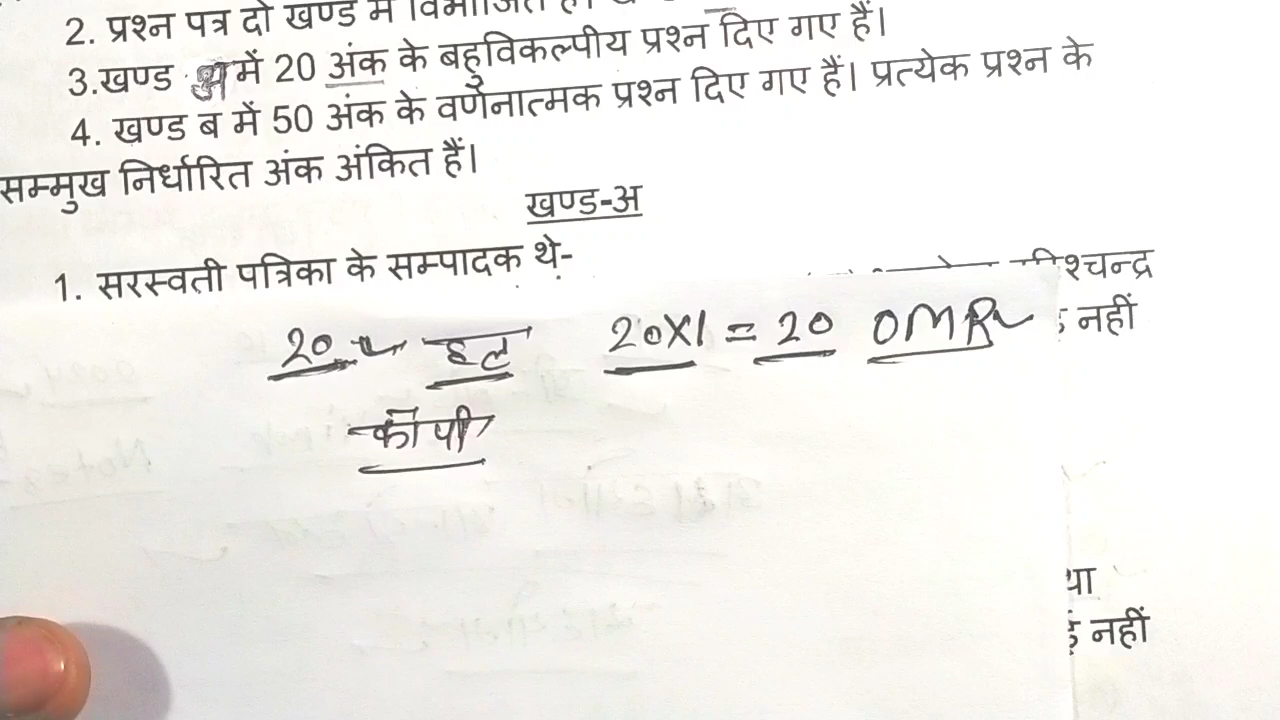 2. प्रश्न पत्र दो खण्ड में विभाजित है।
3.खण्ड अ में 20 अंक के बहुविकल्पीय प्रश्न दिए गए हैं।
4. खण्ड ब में 50 अंक के वर्णनात्मक प्रश्न दिए गए हैं। प्रत्येक प्रश्न के
सम्मुख निर्धारित अंक अंकित हैं।
खण्ड-अ
1. सरस्वती पत्रिका के सम्पादक थे-
श्चन्द्र
नहीं
20 हल 20X1 = 20 OMR
कॉपी
था
नहीं